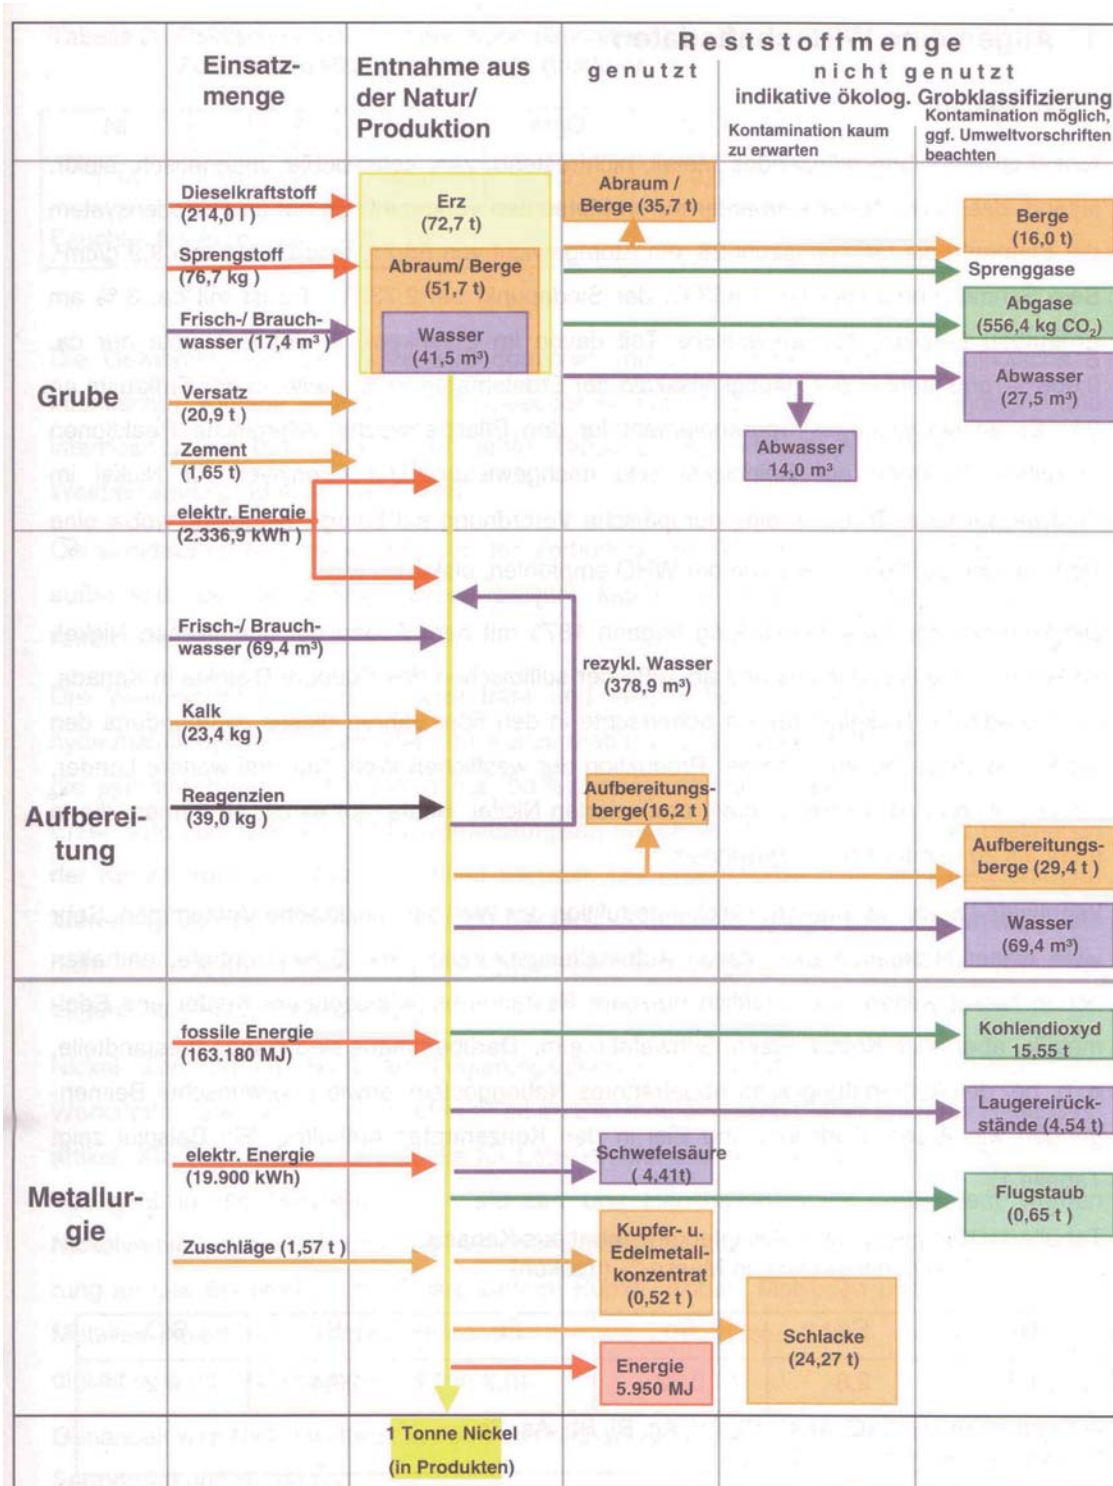 Reststoffmenge
Einsatz-
menge
Entnahme aus
der Natur/
Produktion
genutzt
nicht genutzt
indikative ökolog. Grobklassifizierung
Kontamination kaum
zu erwarten
Kontamination möglich,
ggf. Umweltvorschriften
beachten
Grube
Dieselkraftstoff
(214,0 l)
Sprengstoff
(76,7 kg )
Frisch-/ Brauch-
wasser (17,4 m³ )
Versatz
(20,9 t )
Zement
(1,65 t)
elektr. Energie
(2.336,9 kWh )
Erz
(72,7 t)
Abraum/ Berge
(51,7 t)
Wasser
(41,5 m³)
Abraum /
Berge (35,7 t)
Berge
(16,0 t)
Sprenggase
Abgase
(556,4 kg CO₂)
Abwasser
(27,5 m³)
Abwasser
14,0 m³
Aufberei-
tung
Frisch-/ Brauch-
wasser (69,4 m³)
Kalk
(23,4 kg )
Reagenzien
(39,0 kg )
rezykl. Wasser
(378,9 m³)
Aufbereitungs-
berge(16,2 t )
Aufbereitungs-
berge (29,4 t )
Wasser
(69,4 m³)
Metallur-
gie
fossile Energie
(163.180 MJ)
elektr. Energie
(19.900 kWh)
Zuschläge (1,57 t )
Kohlendioxyd
15,55 t
Laugereirück-
stände (4,54 t)
Schwefelsäure
( 4,41t)
Flugstaub
(0,65 t )
Kupfer- u.
Edelmetall-
konzentrat
(0,52 t )
Schlacke
(24,27 t)
Energie
5.950 MJ
1 Tonne Nickel
(in Produkten)